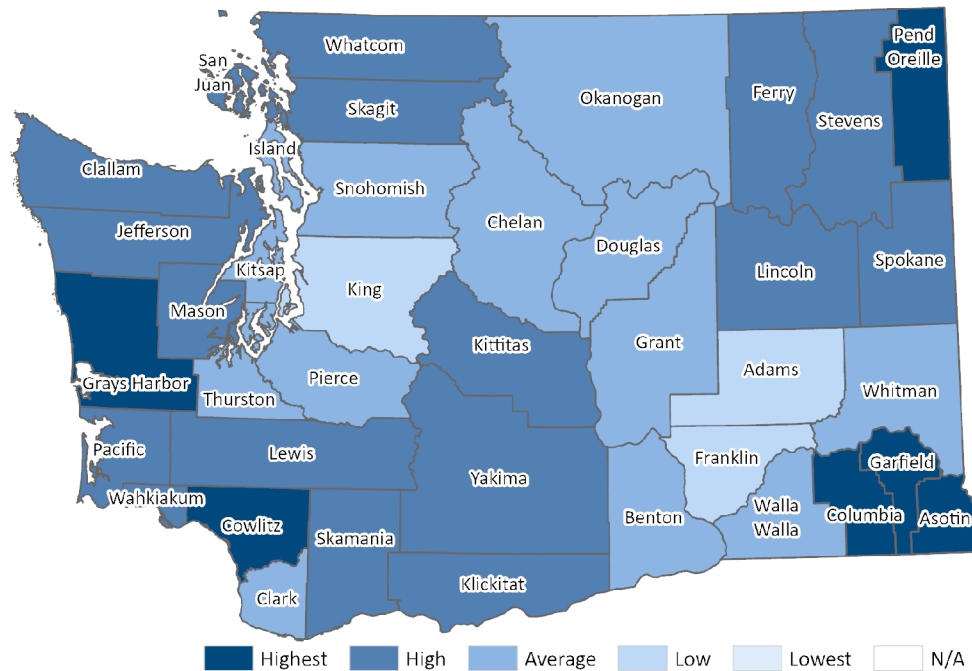 Whatcom
Pend
Oreille
San
Juan
Okanogan
Ferry
Skagit
Stevens
Island
Clallam
Snohomish
Chelan
Jefferson
Douglas
Kitsap
Lincoln
Spokane
King
Mason
Kittitas
Grant
Adams
Grays Harbor
Pierce
Thurston
Whitman
Pacific
Lewis
Franklin
Garfield
Yakima
Wahkiakum
Cowlitz
Benton
Walla
Walla
Columbia
Asotin
Skamania
Klickitat
Clark
Highest High Average Low Lowest N/A